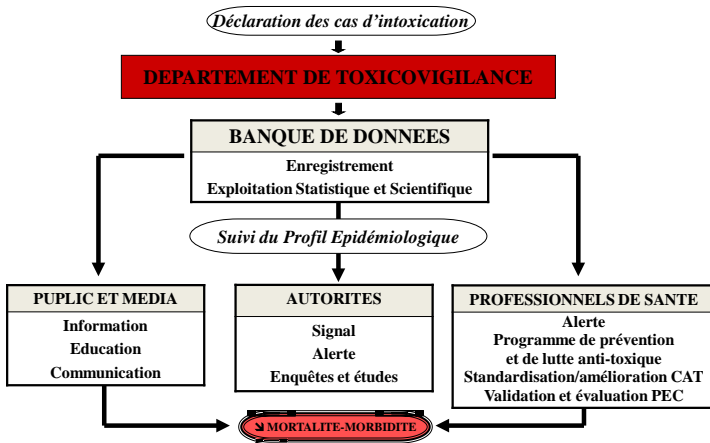 Déclaration des cas d'intoxication
DEPARTEMENT DE TOXICOVIGILANCE
BANQUE DE DONNEES
Enregistrement
Exploitation Statistique et Scientifique
Suivi du Profil Epidémiologique
PUPLIC ET MEDIA
Information
Education
Communication
AUTORITES
Signal
Alerte
Enquêtes et études
PROFESSIONNELS DE SANTE
Alerte
Programme de prévention
et de lutte anti-toxique
Standardisation/amélioration CAT
Validation et évaluation PEC
↘ MORTALITE-MORBIDITE